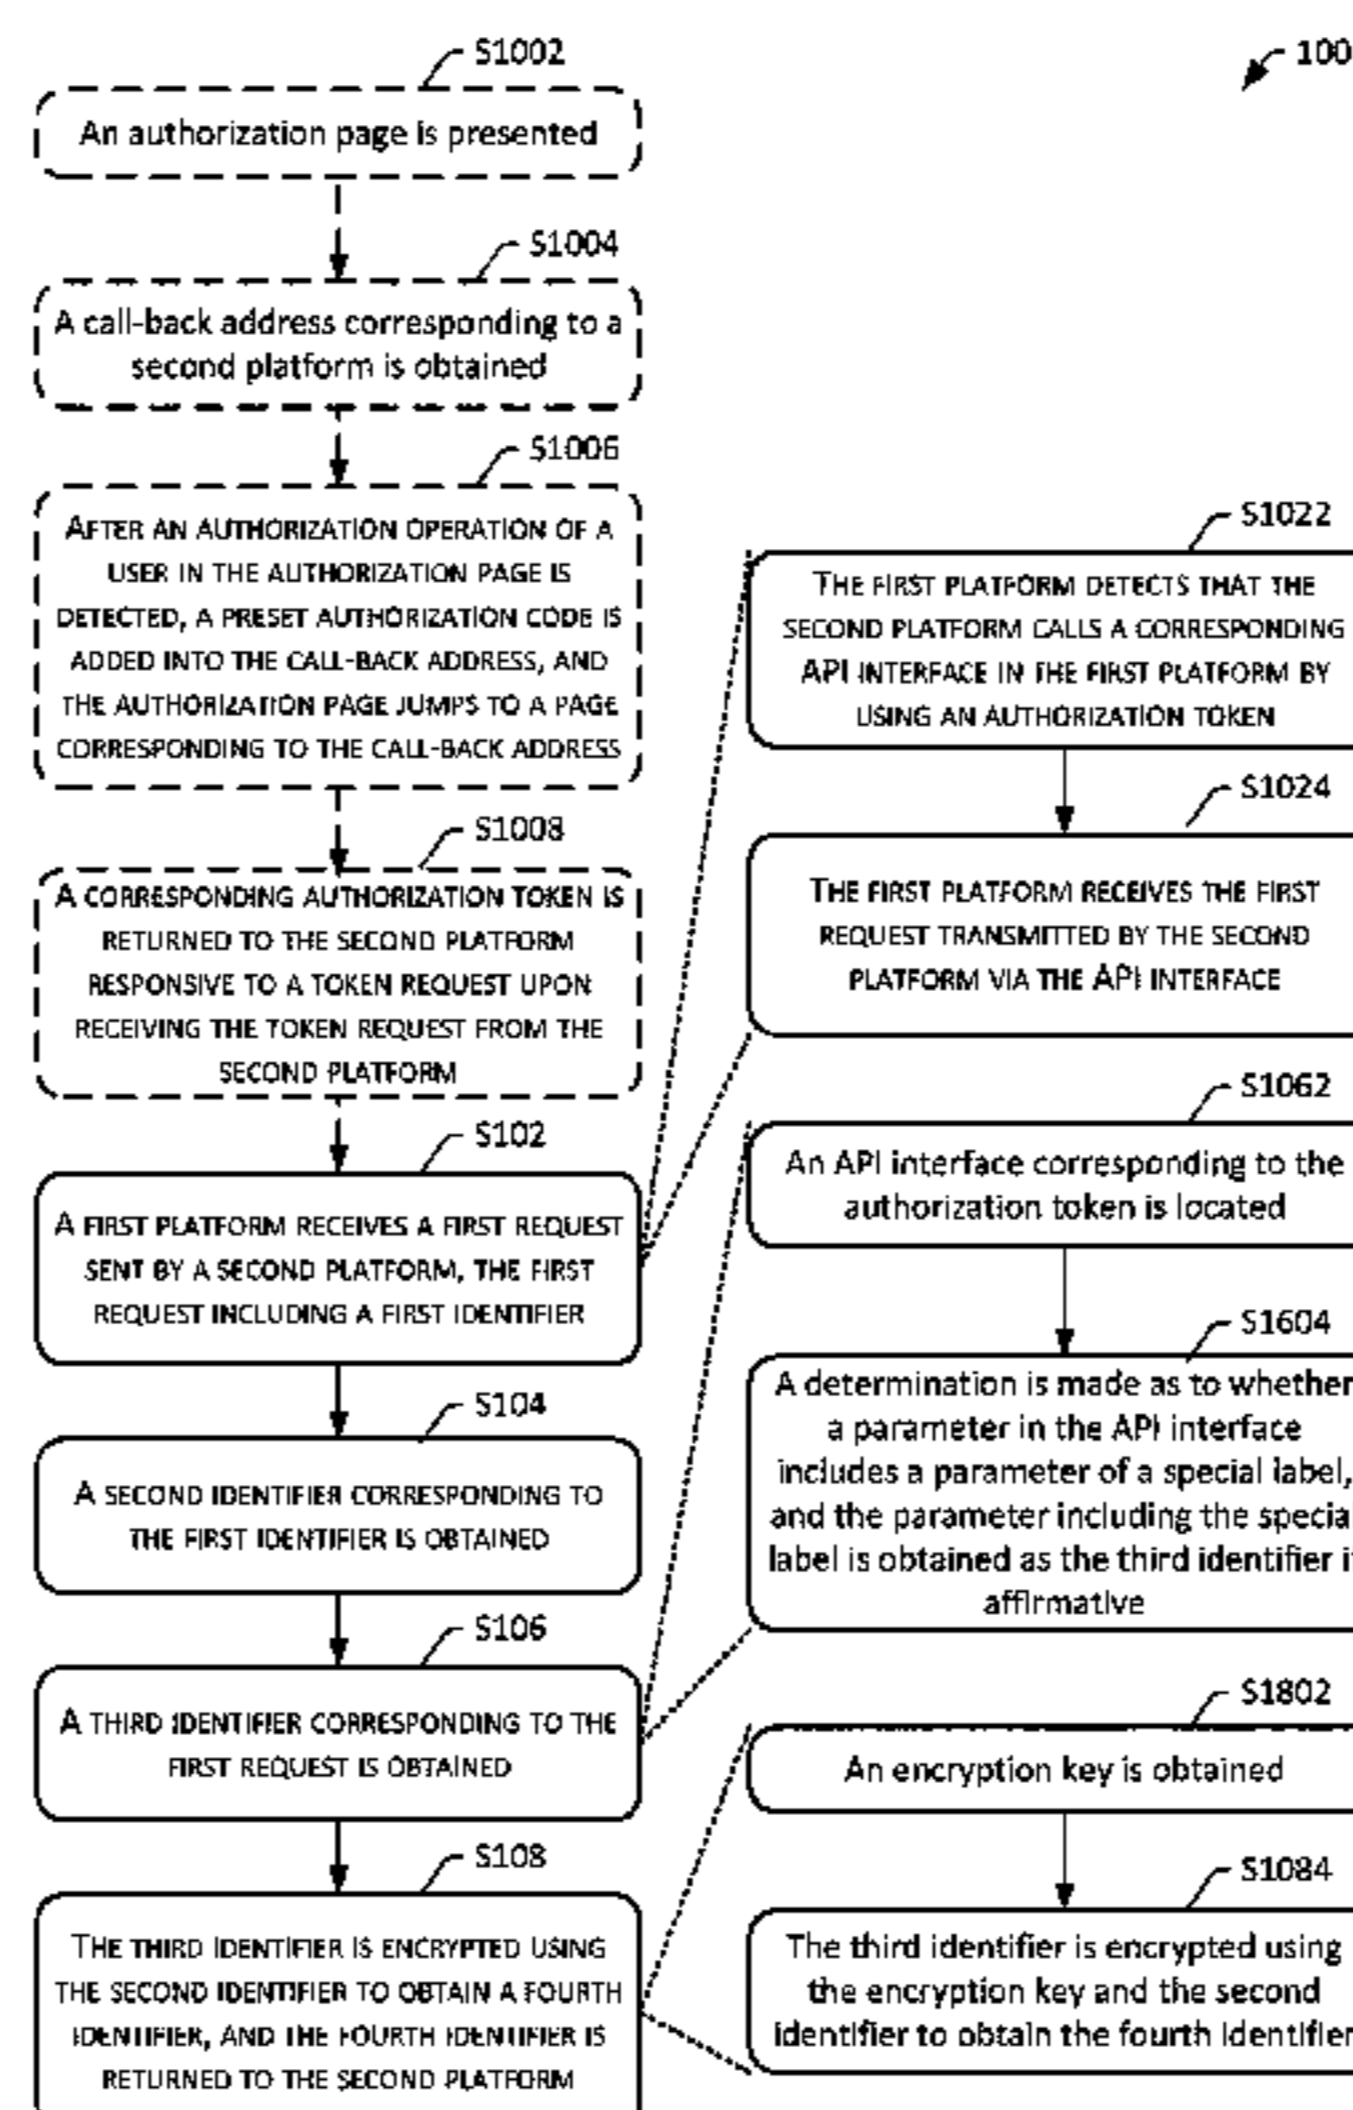 S1002
100
An authorization page is presented
S1004
A call-back address corresponding to a
second platform is obtained
S1006
AFTER AN AUTHORIZATION OPERATION OF A
USER IN THE AUTHORIZATION PAGE IS
DETECTED, A PRESET AUTHORIZATION CODE IS
ADDED INTO THE CALL-BACK ADDRESS, AND
THE AUTHORIZATION PAGE JUMPS TO A PAGE
CORRESPONDING TO THE CALL-BACK ADDRESS
S1008
A CORRESPONDING AUTHORIZATION TOKEN IS
RETURNED TO THE SECOND PLATFORM
RESPONSIVE TO A TOKEN REQUEST UPON
RECEIVING THE TOKEN REQUEST FROM THE
SECOND PLATFORM
S102
A FIRST PLATFORM RECEIVES A FIRST REQUEST
SENT BY A SECOND PLATFORM, THE FIRST
REQUEST INCLUDING A FIRST IDENTIFIER
S104
A SECOND IDENTIFIER CORRESPONDING TO
THE FIRST IDENTIFIER IS OBTAINED
S106
A THIRD IDENTIFIER CORRESPONDING TO THE
FIRST REQUEST IS OBTAINED
S108
THE THIRD IDENTIFIER IS ENCRYPTED USING
THE SECOND IDENTIFIER TO OBTAIN A FOURTH
IDENTIFIER, AND THE FOURTH IDENTIFIER IS
RETURNED TO THE SECOND PLATFORM
S1022
THE FIRST PLATFORM DETECTS THAT THE
SECOND PLATFORM CALLS A CORRESPONDING
API INTERFACE IN THE FIRST PLATFORM BY
USING AN AUTHORIZATION TOKEN
S1024
THE FIRST PLATFORM RECEIVES THE FIRST
REQUEST TRANSMITTED BY THE SECOND
PLATFORM VIA THE API INTERFACE
S1062
An API interface corresponding to the
authorization token is located
S1604
A determination is made as to whether
a parameter in the API interface
includes a parameter of a special label,
and the parameter including the special
label is obtained as the third identifier if
affirmative
S1802
An encryption key is obtained
S1084
The third identifier is encrypted using
the encryption key and the second
identifier to obtain the fourth identifier